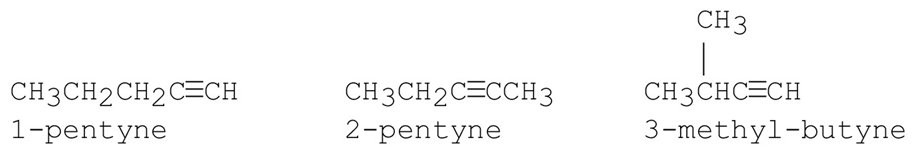 CH3
CH3CH2CH2C≡CH CH3CH2C≡CCH3 CH3CHC≡CH
1-pentyne 2-pentyne 3-methyl-butyne